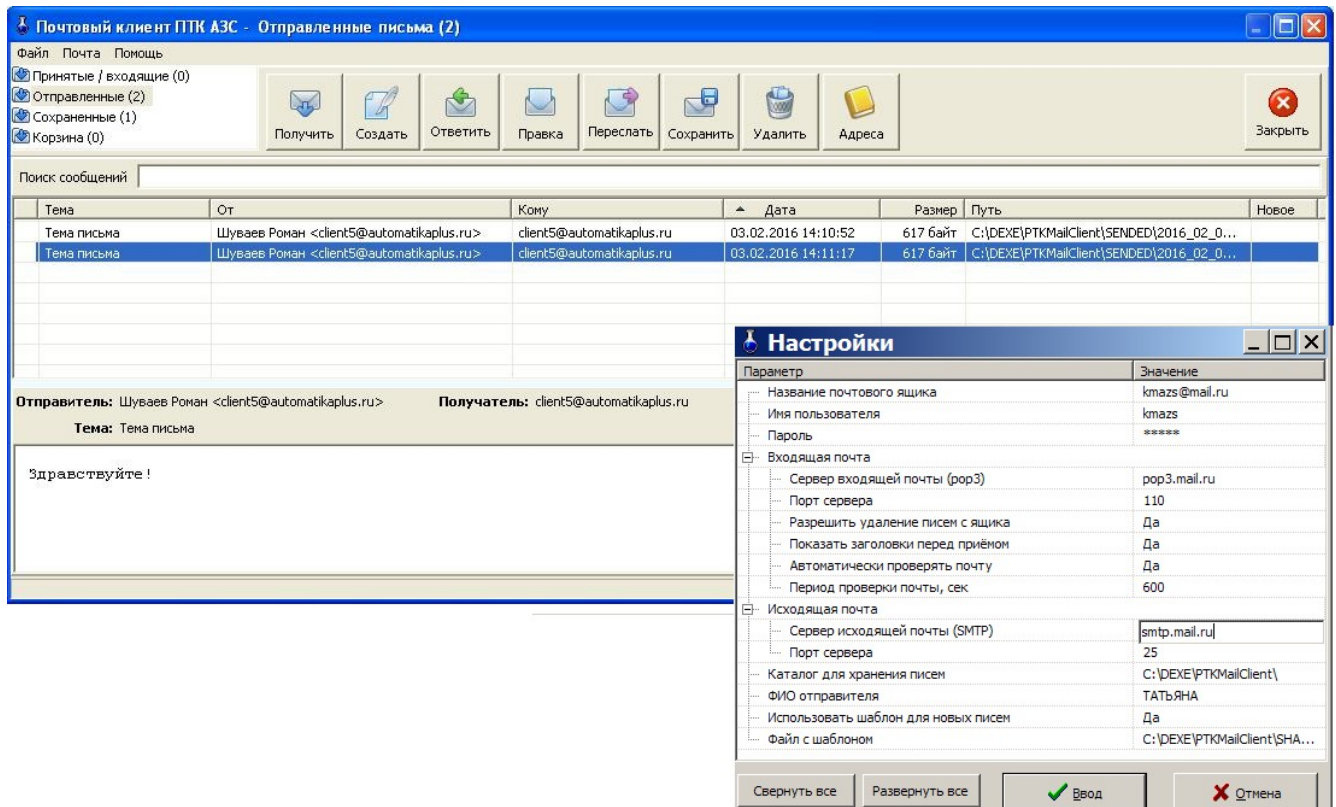 Почтовый клиент ПТК АЗС - Отправленные письма (2)
Файл Почта Помощь
Принятые / входящие (0)
Отправленные (2)
Сохраненные (1)
Корзина (0)
Получить Создать Ответить Правка Переслать Сохранить Удалить Адреса Закрыть
Поиск сообщений
Тема От Кому Дата Размер Путь Новое
Тема письма Шуваев Роман <client5@automatikaplus.ru> client5@automatikaplus.ru 03.02.2016 14:10:52 617 байт C:\DEXE\PTKMailClient\SENDED\2016_02_0...
Тема письма Шуваев Роман <client5@automatikaplus.ru> client5@automatikaplus.ru 03.02.2016 14:11:17 617 байт C:\DEXE\PTKMailClient\SENDED\2016_02_0...
Отправитель: Шуваев Роман <client5@automatikaplus.ru> Получатель: client5@automatikaplus.ru
Тема: Тема письма
Здравствуйте!
Настройки
Параметр Значение
Название почтового ящика kmazs@mail.ru
Имя пользователя kmazs
Пароль *****
Входящая почта
Сервер входящей почты (pop3) pop3.mail.ru
Порт сервера 110
Разрешить удаление писем с ящика Да
Показать заголовки перед приёмом Да
Автоматически проверять почту Да
Период проверки почты, сек 600
Исходящая почта
Сервер исходящей почты (SMTP) smtp.mail.ru
Порт сервера 25
Каталог для хранения писем C:\DEXE\PTKMailClient\
ФИО отправителя ТАТЬЯНА
Использовать шаблон для новых писем Да
Файл с шаблоном C:\DEXE\PTKMailClient\SHA...
Свернуть все Развернуть все Ввод Отмена